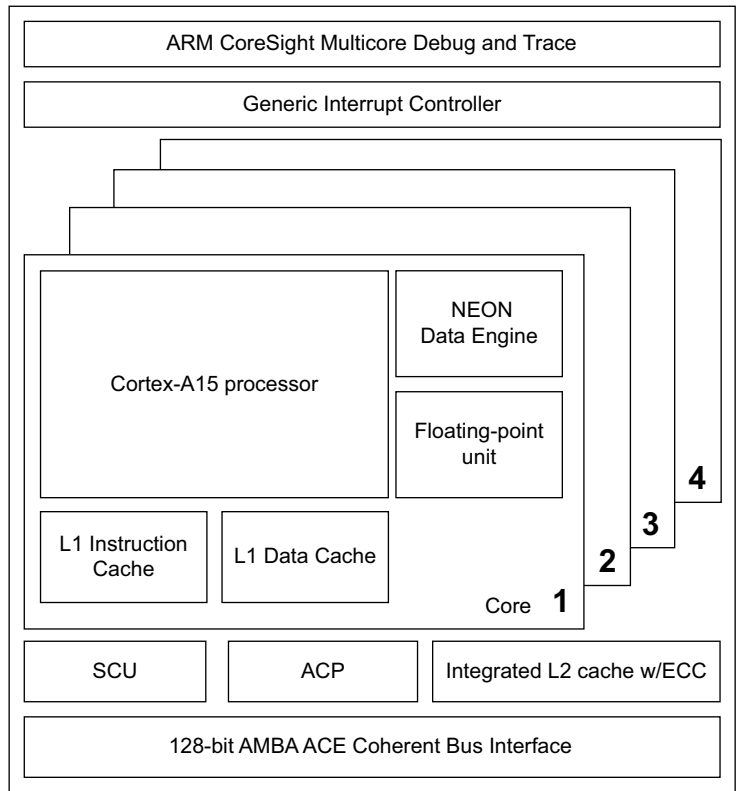 ARM CoreSight Multicore Debug and Trace
Generic Interrupt Controller
Cortex-A15 processor
NEON
Data Engine
Floating-point
unit
L1 Instruction
Cache
L1 Data Cache
Core 1
2
3
4
SCU
ACP
Integrated L2 cache w/ECC
128-bit AMBA ACE Coherent Bus Interface